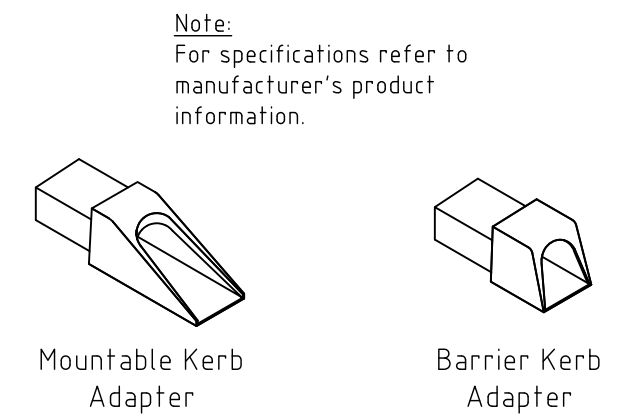 Note:
For specifications refer to
manufacturer's product
information.
Mountable Kerb
Adapter
Barrier Kerb
Adapter